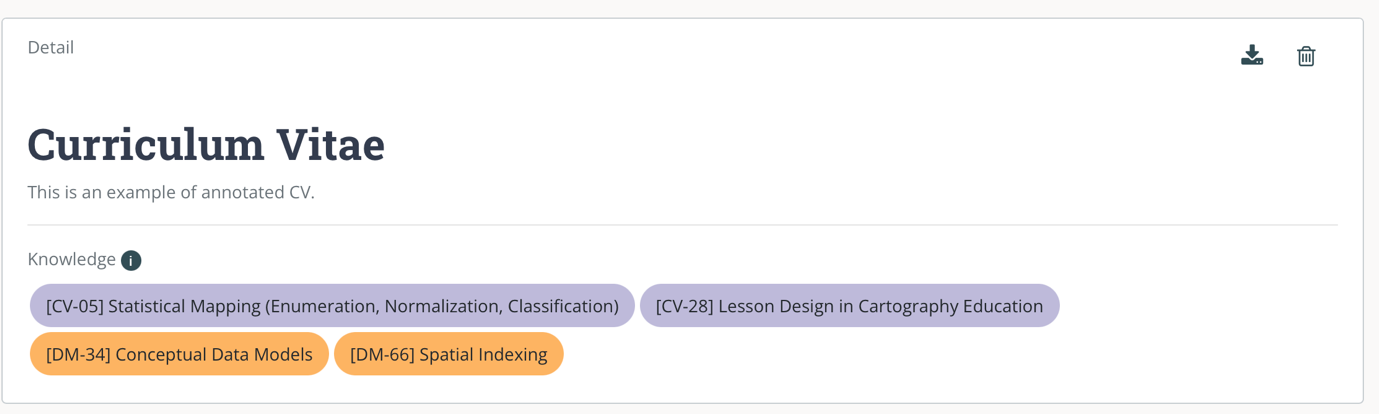 Detail
Curriculum Vitae
This is an example of annotated CV.
Knowledge i
[CV-05] Statistical Mapping (Enumeration, Normalization, Classification) [CV-28] Lesson Design in Cartography Education
[DM-34] Conceptual Data Models [DM-66] Spatial Indexing